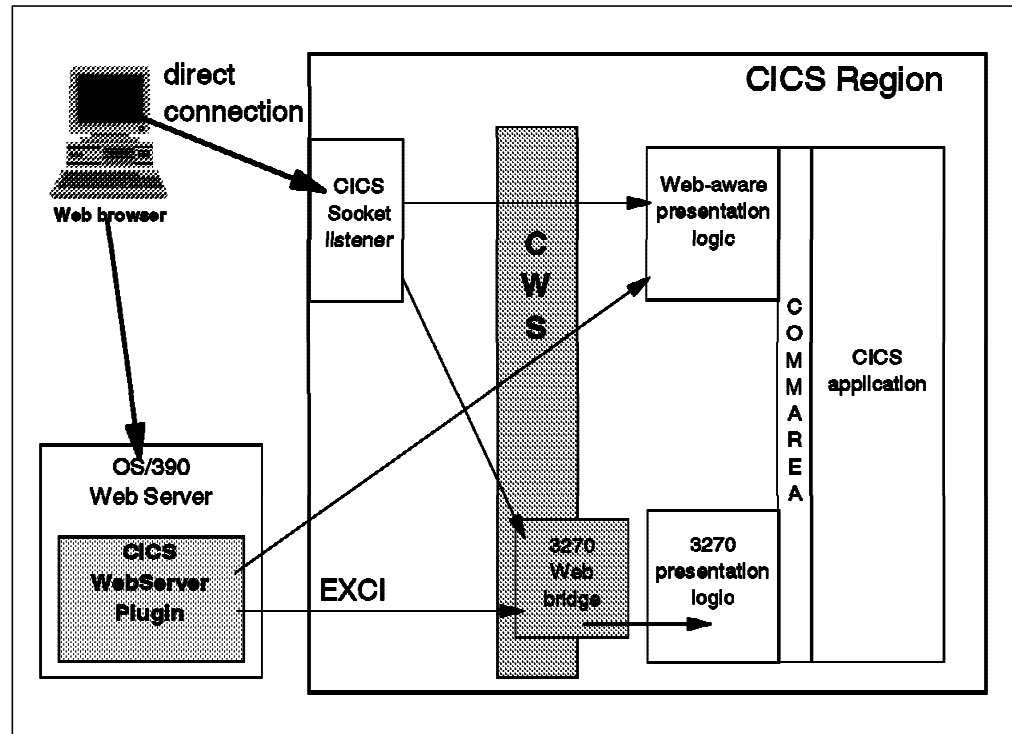 direct
connection
Web browser
CICS Region
CICS
Socket
listener
C
W
S
Web-aware
presentation
logic
C
O
M
M
A
R
E
A
CICS
application
OS/390
Web Server
CICS
WebServer
Plugin
EXCI
3270
Web
bridge
3270
presentation
logic